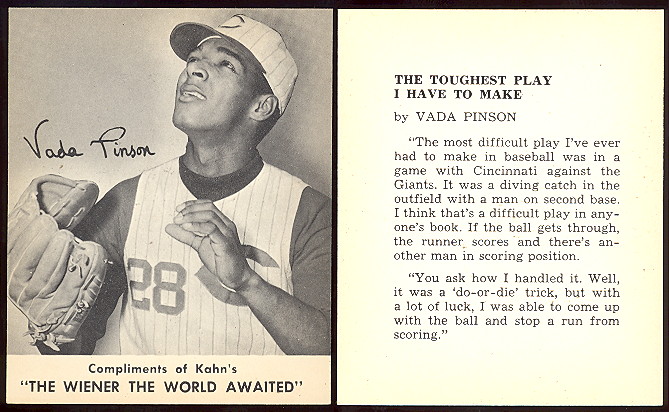 C
Vada Pinson
28
C
Compliments of Kahn's
"THE WIENER THE WORLD AWAITED"
THE TOUGHEST PLAY
I HAVE TO MAKE
by VADA PINSON
"The most difficult play I've ever
had to make in baseball was in a
game with Cincinnati against the
Giants. It was a diving catch in the
outfield with a man on second base.
I think that's a difficult play in any-
one's book. If the ball gets through,
the runner scores and there's an-
other man in scoring position.
"You ask how I handled it. Well,
it was a 'do-or-die' trick, but with
a lot of luck, I was able to come up
with the ball and stop a run from
scoring."